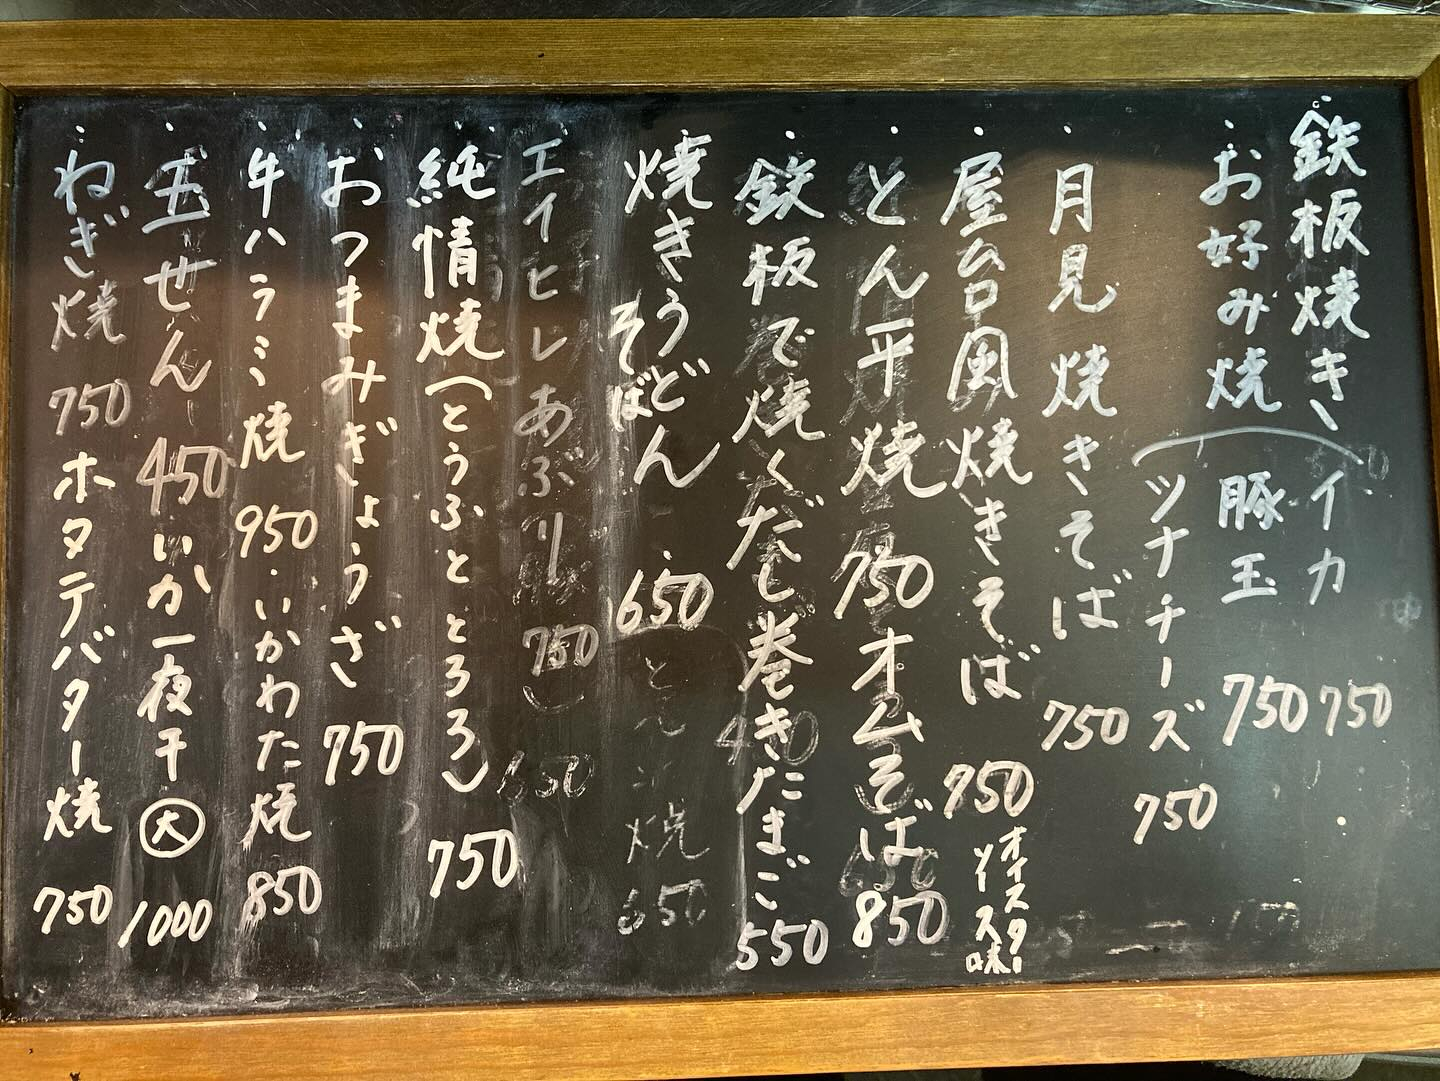 ・鉄板焼き
・お好み焼
イカ 750
豚玉 750
ツナチーズ 750
・月見焼きそば 750
・屋台風焼きそば 750
オイスター
ソース味
・とん平焼 750
オムそば 850
・鉄板で焼くだし巻きたまご 550
・焼きうどん
そば
・650
焼 650
・エイヒレあぶり 750
650
・純情焼(とうふととろろ) 750
・おつまみぎょうざ 750
・牛ハラミ焼 950
・いかわた焼 850
・玉せん 450
・いか一夜干 大 1000
・ねぎ焼 750
ホタテバター焼 750